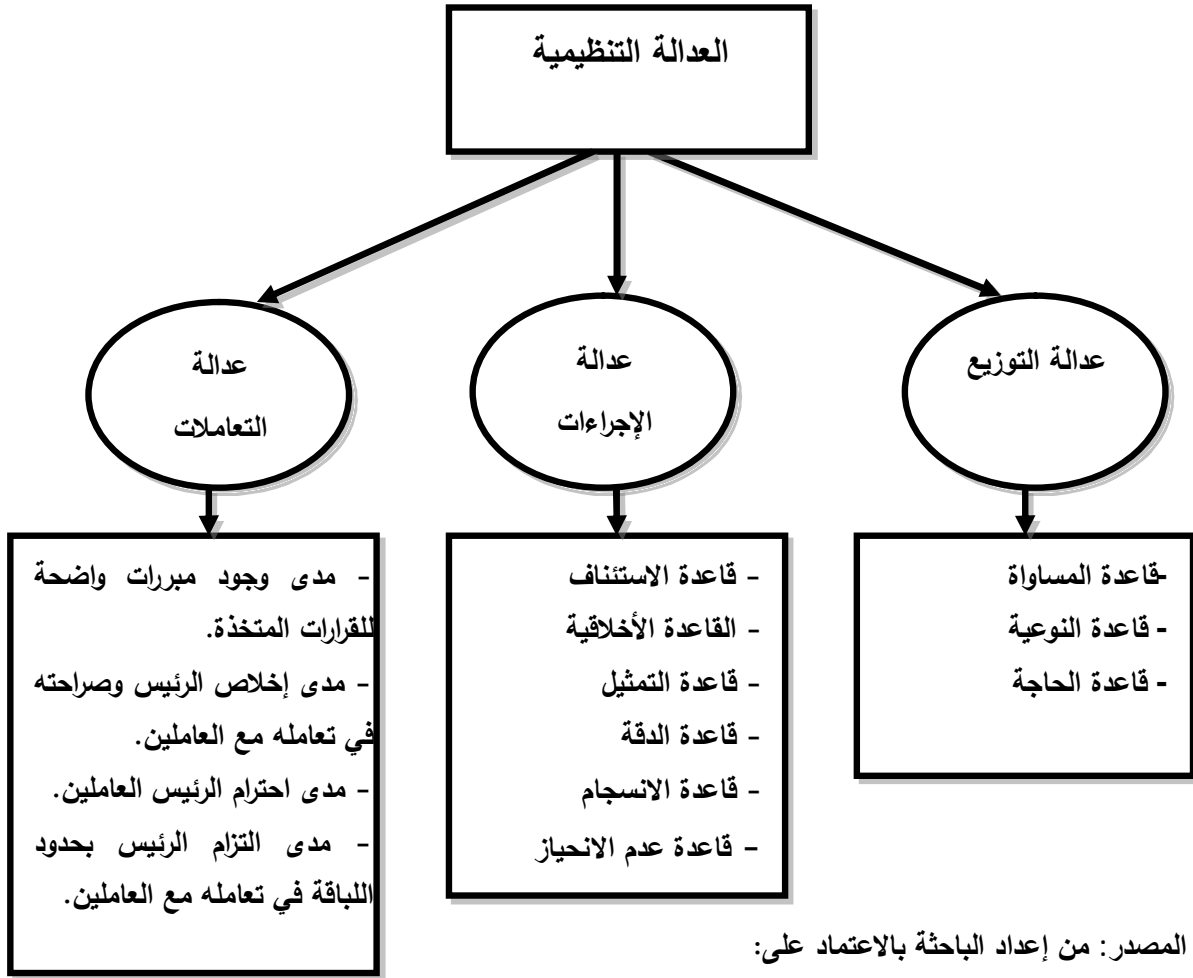 العدالة التنظيمية
عدالة التوزيع
عدالة
الإجراءات
عدالة
التعاملات
-قاعدة المساواة
- قاعدة النوعية
- قاعدة الحاجة
- قاعدة الاستئناف
- القاعدة الأخلاقية
- قاعدة التمثيل
- قاعدة الدقة
- قاعدة الانسجام
- قاعدة عدم الانحياز
- مدى وجود مبررات واضحة
للقرارات المتخذة.
- مدى إخلاص الرئيس وصراحته
في تعامله مع العاملين.
- مدى احترام الرئيس العاملين.
- مدى التزام الرئيس بحدود
اللباقة في تعامله مع العاملين.
المصدر: من إعداد الباحثة بالاعتماد على: